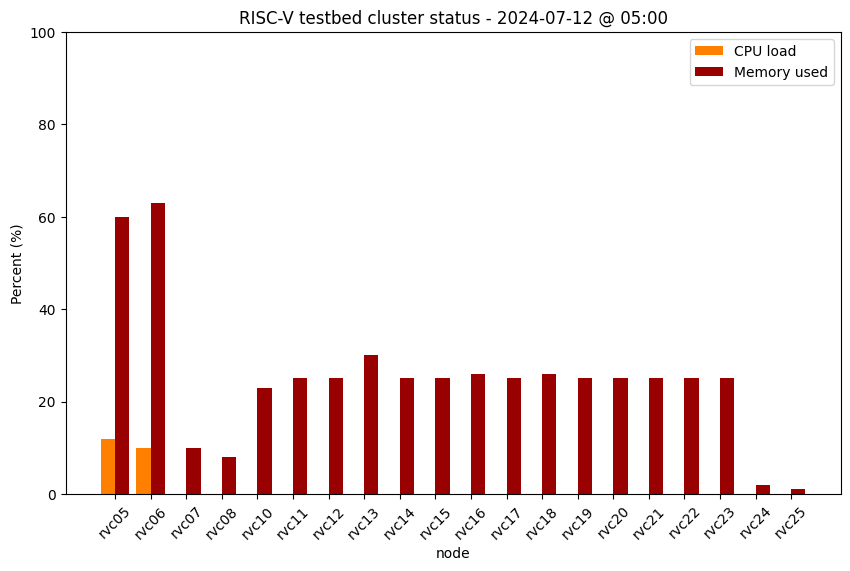 RISC-V testbed cluster status - 2024-07-12 @ 05:00
CPU load
Memory used
Percent (%)
100
80
60
40
20
0
rvc05 rvc06 rvc07 rvc08 rvc10 rvc11 rvc12 rvc13 rvc14 rvc15 rvc16 rvc17 rvc18 rvc19 rvc20 rvc21 rvc22 rvc23 rvc24 rvc25
node